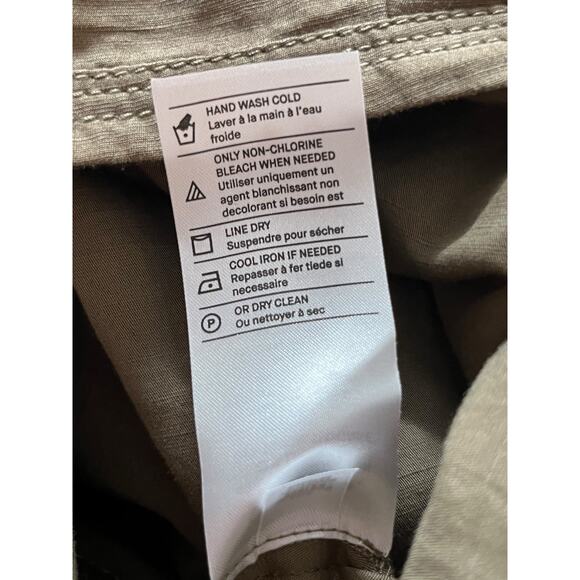 HAND WASH COLD
Laver à la main à l'eau
froide
ONLY NON-CHLORINE
BLEACH WHEN NEEDED
Utiliser uniquement un
agent blanchissant non
decolorant si besoin est
LINE DRY
Suspendre pour sécher
COOL IRON IF NEEDED
Repasser à fer tiede si
necessaire
P
OR DRY CLEAN
Ou nettoyer à sec